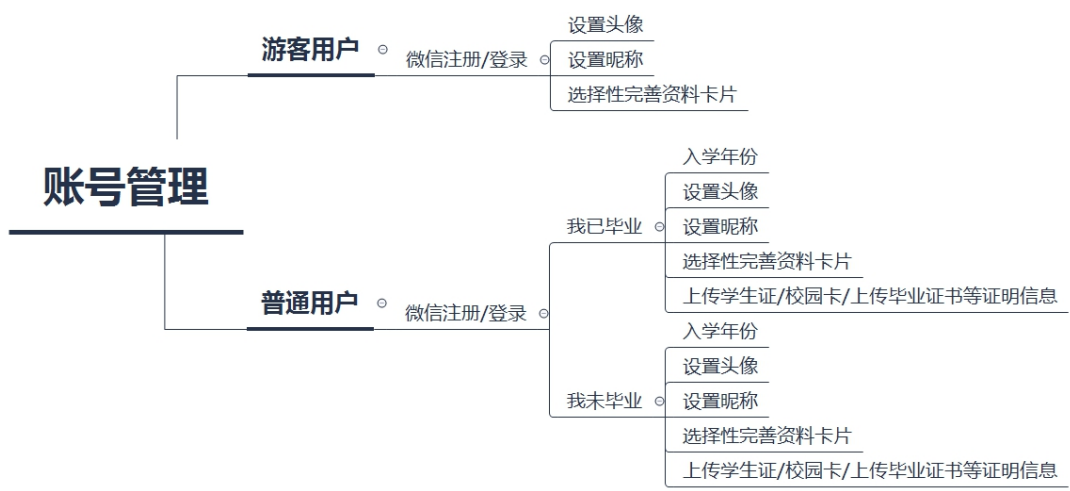 账号管理
游客用户
微信注册/登录
设置头像
设置昵称
选择性完善资料卡片
普通用户
微信注册/登录
我已毕业
入学年份
设置头像
设置昵称
选择性完善资料卡片
上传学生证/校园卡/上传毕业证书等证明信息
我未毕业
入学年份
设置头像
设置昵称
选择性完善资料卡片
上传学生证/校园卡/上传毕业证书等证明信息